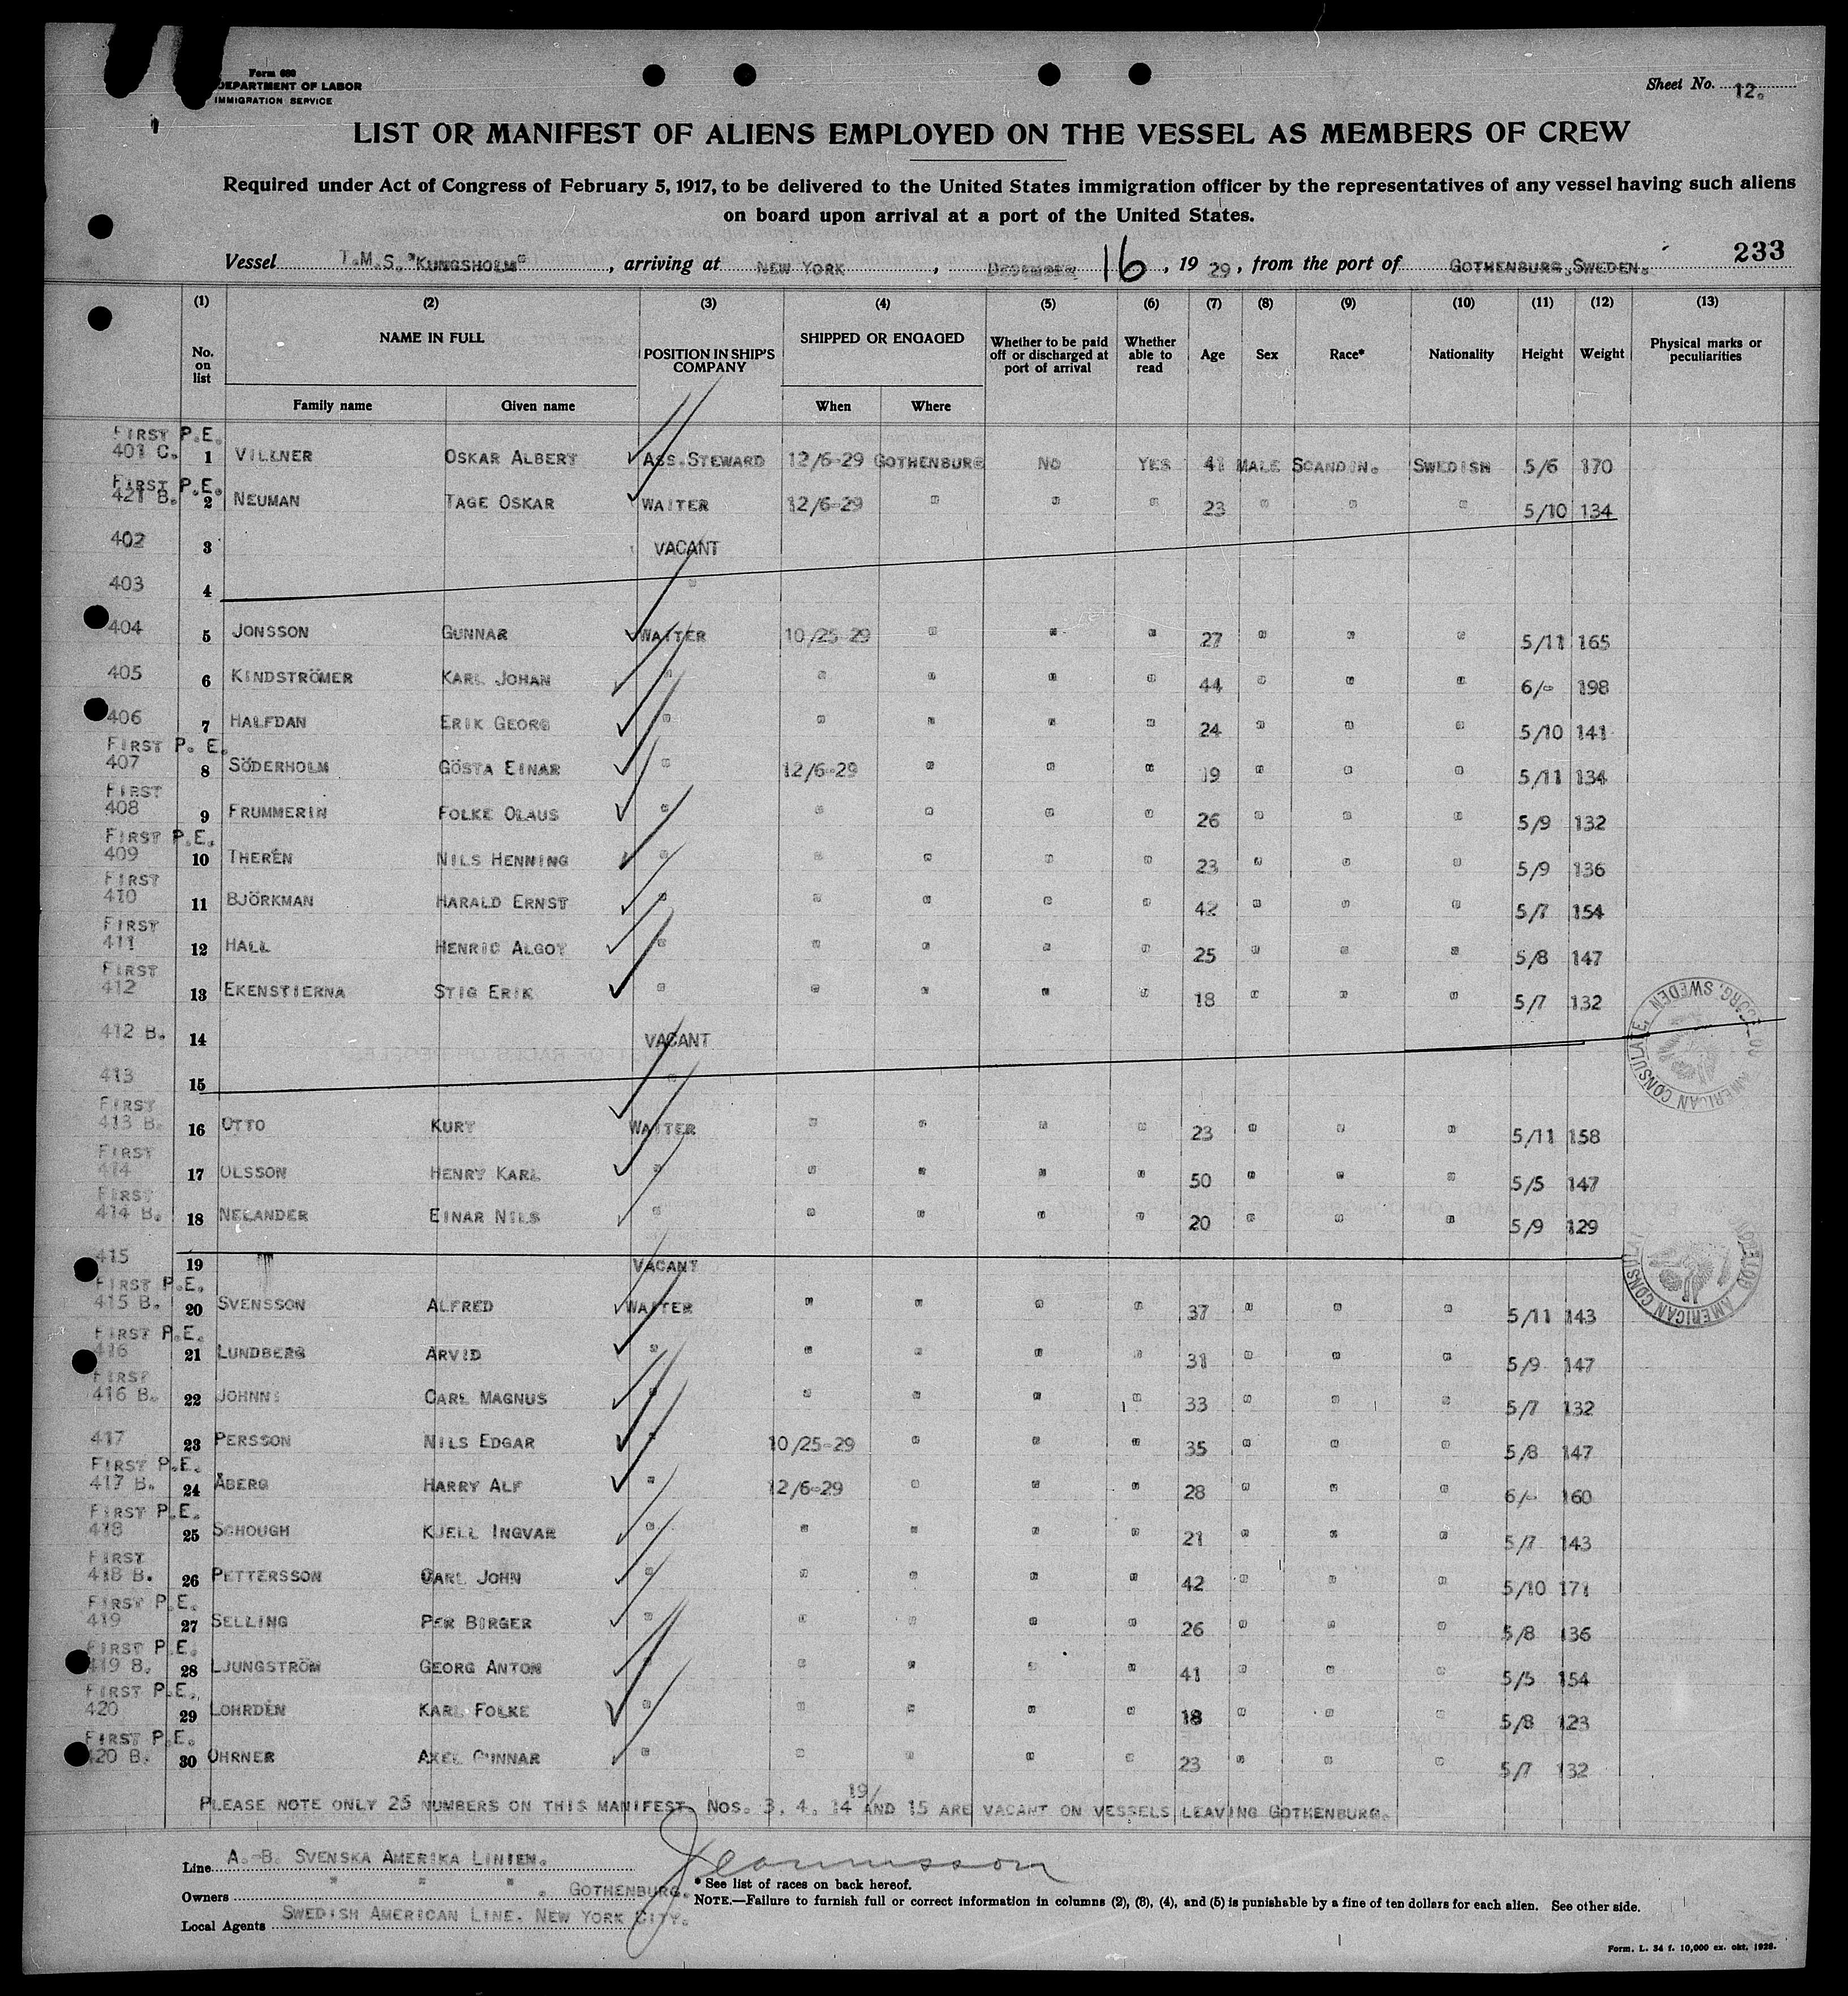 Form 680
DEPARTMENT OF LABOR
IMMIGRATION SERVICE
Sheet No. 12.
LIST OR MANIFEST OF ALIENS EMPLOYED ON THE VESSEL AS MEMBERS OF CREW
Required under Act of Congress of February 5, 1917, to be delivered to the United States immigration officer by the representatives of any vessel having such aliens
on board upon arrival at a port of the United States.
233
Vessel T.M.S. "KUNGSHOLM", arriving at NEW YORK, DECEMBER 16, 1929, from the port of GOTHENBURG, SWEDEN.
(1) (2) (3) (4) (5) (6) (7) (8) (9) (10) (11) (12) (13)
No. on list NAME IN FULL POSITION IN SHIP'S COMPANY SHIPPED OR ENGAGED Whether to be paid off or discharged at port of arrival Whether able to read Age Sex Race* Nationality Height Weight Physical marks or peculiarities
Family name Given name When Where
FIRST P.E.
401 C. 1 VILLNER OSKAR ALBERT ASS.STEWARD 12/6-29 GOTHENBURG NO YES 41 MALE SCANDIN. SWEDISH 5/6 170
FIRST P.E.
421 B. 2 NEUMAN TAGE OSKAR WAITER 12/6-29 " " " 23 " " " 5/10 134
402 3 VACANT
403 4 "
404 5 JONSSON GUNNAR WAITER 10/25-29 " " " 27 " " " 5/11 165
405 6 KINDSTRÖMER KARL JOHAN " " " " " 44 " " " 6/- 198
406 7 HALFDAN ERIK GEORG " " " " " 24 " " " 5/10 141
FIRST P. E.
407 8 SÖDERHOLM GÖSTA EINAR " 12/6-29 " " " 19 " " " 5/11 134
FIRST
408 9 FRUMMERIN FOLKE OLAUS " " " " " 26 " " " 5/9 132
FIRST P.E.
409 10 THERÉN NILS HENNING " " " " " 23 " " " 5/9 136
FIRST
410 11 BJÖRKMAN HARALD ERNST " " " " " 42 " " " 5/7 154
FIRST
411 12 HALL HENRIC ALGOT " " " " " 25 " " " 5/8 147
FIRST
412 13 EKENSTIERNA STIG ERIK " " " " " 18 " " " 5/7 132
412 B. 14 VACANT
413 15 "
FIRST
413 B. 16 OTTO KURT WAITER " " " " 23 " " " 5/11 158
FIRST
414 17 OLSSON HENRY KARL " " " " " 50 " " " 5/5 147
FIRST
414 B. 18 NELANDER EINAR NILS " " " " " 20 " " " 5/9 129
415 19 VACANT
FIRST P.E.
415 B. 20 SVENSSON ALFRED WAITER " " " " 37 " " " 5/11 143
FIRST P.E.
416 21 LUNDBERG ARVID " " " " " 31 " " " 5/9 147
FIRST
416 B. 22 JOHNNS CARL MAGNUS " " " " " 33 " " " 5/7 132
417 23 PERSSON NILS EDGAR " 10/25-29 " " " 35 " " " 5/8 147
FIRST P.E.
417 B. 24 ÅBERG HARRY ALF " 12/6-29 " " " 28 " " " 6/- 160
FIRST P.E.
418 25 SCHOUGH KJELL INGVAR " " " " " 21 " " " 5/7 143
FIRST
418 B. 26 PETTERSSON CARL JOHN " " " " " 42 " " " 5/10 171
FIRST P.E.
419 27 SELLING PER BIRGER " " " " " 26 " " " 5/8 136
FIRST P.E.
419 B. 28 LJUNGSTRÖM GEORG ANTON " " " " " 41 " " " 5/5 154
FIRST P.E.
420 29 LOHRDÉN KARL FOLKE " " " " " 18 " " " 5/8 123
FIRST P.E.
420 B. 30 OHRNER AXEL GUNNAR " " " " " 23 " " " 5/7 132
AMERICAN CONSULATE, SWEDEN
AMERICAN
19/
PLEASE NOTE ONLY 25 NUMBERS ON THIS MANIFEST. NOS. 3. 4. 14 AND 15 ARE VACANT ON VESSELS LEAVING GOTHENBURG.
Line A.-B. SVENSKA AMERIKA LINIEN.
* See list of races on back hereof.
Owners " " " . GOTHENBURG.
NOTE.—Failure to furnish full or correct information in columns (2), (3), (4), and (5) is punishable by a fine of ten dollars for each alien. See other side.
Local Agents SWEDISH AMERICAN LINE. NEW YORK CITY.
Form. L. 34 f. 10,000 ex. okt. 1928.